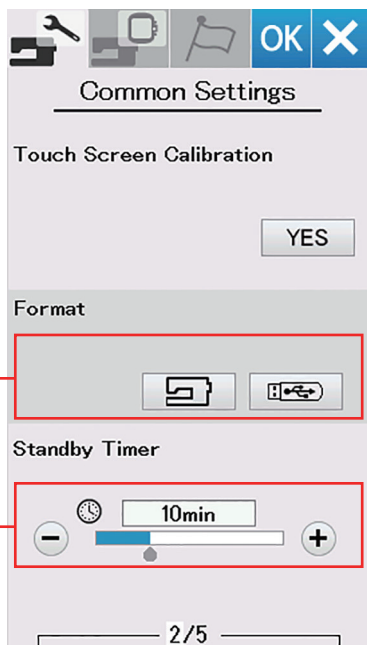 OK
Common Settings
Touch Screen Calibration
YES
Format
Standby Timer
10min
2/5